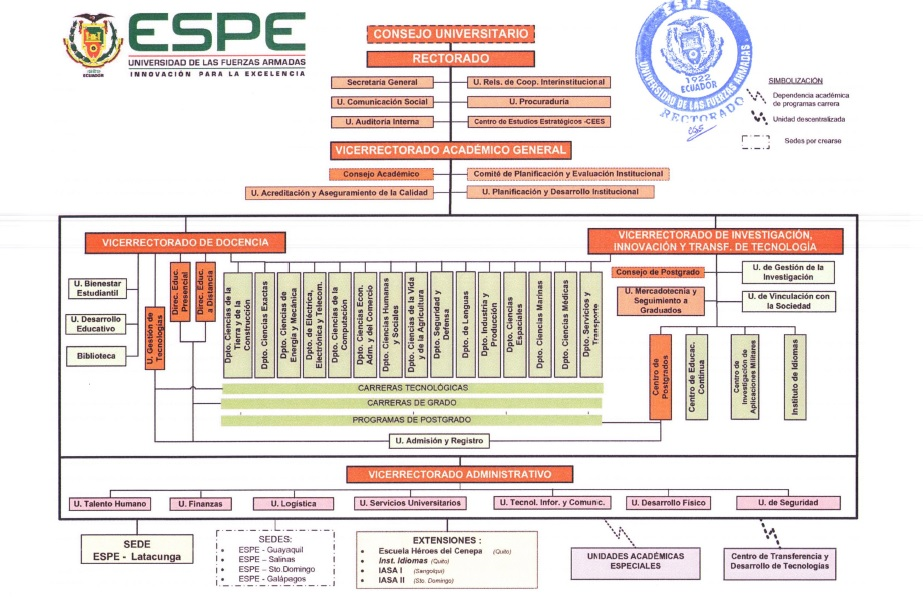 ESPE
UNIVERSIDAD DE LAS FUERZAS ARMADAS
INNOVACIÓN PARA LA EXCELENCIA
ECUADOR
CONSEJO UNIVERSITARIO
RECTORADO
Secretaría General
U. Rels. de Coop. Interinstitucional
U. Comunicación Social
U. Procuraduría
U. Auditoría Interna
Centro de Estudios Estratégicos -CEES
ESPE
1922
ECUADOR
UNIVERSIDAD DE LAS FUERZAS ARMADAS
RECTORADO
SIMBOLIZACIÓN
Dependencia académica
de programas carrera
Unidad descentralizada
Sedes por crearse
VICERRECTORADO ACADÉMICO GENERAL
Consejo Académico
Comité de Planificación y Evaluación Institucional
U. Acreditación y Aseguramiento de la Calidad
U. Planificación y Desarrollo Institucional
VICERRECTORADO DE DOCENCIA
U. Bienestar
Estudiantil
U. Desarrollo
Educativo
Biblioteca
U. Gestión de
Tecnologías
Direc. Educ.
Presencial
Direc. Educ.
a Distancia
Dpto. Ciencias de la
Tierra y de la
Construcción
Dpto. Ciencias Exactas
Dpto. Ciencias de
Energía y Mecánica
Dpto. de Eléctrica,
Electrónica y Telecom.
Dpto. Ciencias de la
Computación
Dpto. Ciencias Econ.
Adm. y del Comercio
Dpto. Ciencias Humanas
y Sociales
Dpto. Ciencias de la Vida
y de la Agricultura
Dpto. Seguridad y
Defensa
Dpto. de Lenguas
Dpto. Industria y
Producción
Dpto. Ciencias
Espaciales
Dpto. Ciencias Marinas
Dpto. Ciencias Médicas
Dpto. Servicios y
Transporte
VICERRECTORADO DE INVESTIGACIÓN,
INNOVACIÓN Y TRANSF. DE TECNOLOGÍA
Consejo de Postgrado
U. de Gestión de la
Investigación
U. Mercadotecnia y
Seguimiento a
Graduados
U. de Vinculación con
la Sociedad
Centro de
Postgrados
Centro de Educac.
Contínua
Centro de
Investigación de
Aplicaciones Militares
Instituto de Idiomas
CARRERAS TECNOLÓGICAS
CARRERAS DE GRADO
PROGRAMAS DE POSTGRADO
U. Admisión y Registro
VICERRECTORADO ADMINISTRATIVO
U. Talento Humano
U. Finanzas
U. Logística
U. Servicios Universitarios
U. Tecnol. Infor. y Comunic.
U. Desarrollo Físico
U. de Seguridad
SEDE
ESPE - Latacunga
SEDES:
• ESPE - Guayaquil
• ESPE – Salinas
• ESPE – Sto.Domingo
• ESPE - Galápagos
EXTENSIONES :
• Escuela Héroes del Cenepa (Quito)
• Inst. Idiomas (Quito)
• IASA I (Sangolquí)
• IASA II (Sto. Domingo)
UNIDADES ACADÉMICAS
ESPECIALES
Centro de Transferencia y
Desarrollo de Tecnologías